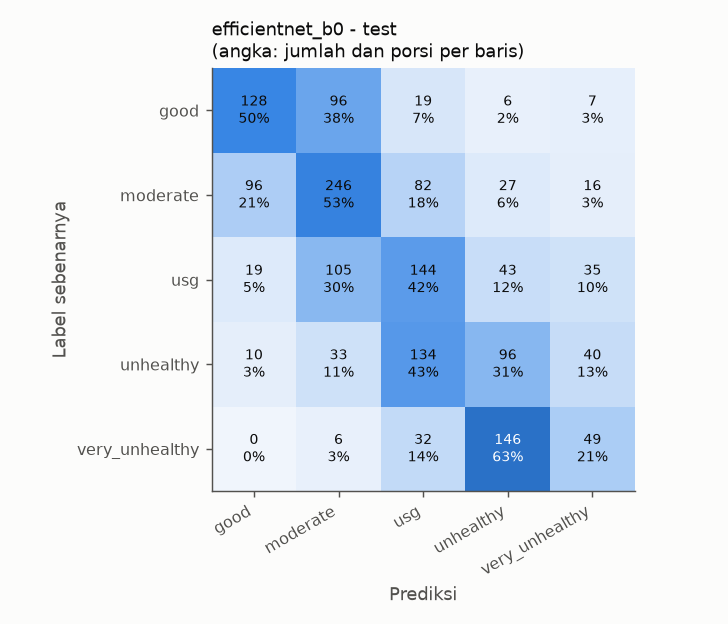 efficientnet_b0 - test
(angka: jumlah dan porsi per baris)
Label sebenarnya
good
128 96 19 6 7
50% 38% 7% 2% 3%
moderate
96 246 82 27 16
21% 53% 18% 6% 3%
usg
19 105 144 43 35
5% 30% 42% 12% 10%
unhealthy
10 33 134 96 40
3% 11% 43% 31% 13%
very_unhealthy
0 6 32 146 49
0% 3% 14% 63% 21%
good moderate usg unhealthy very_unhealthy
Prediksi